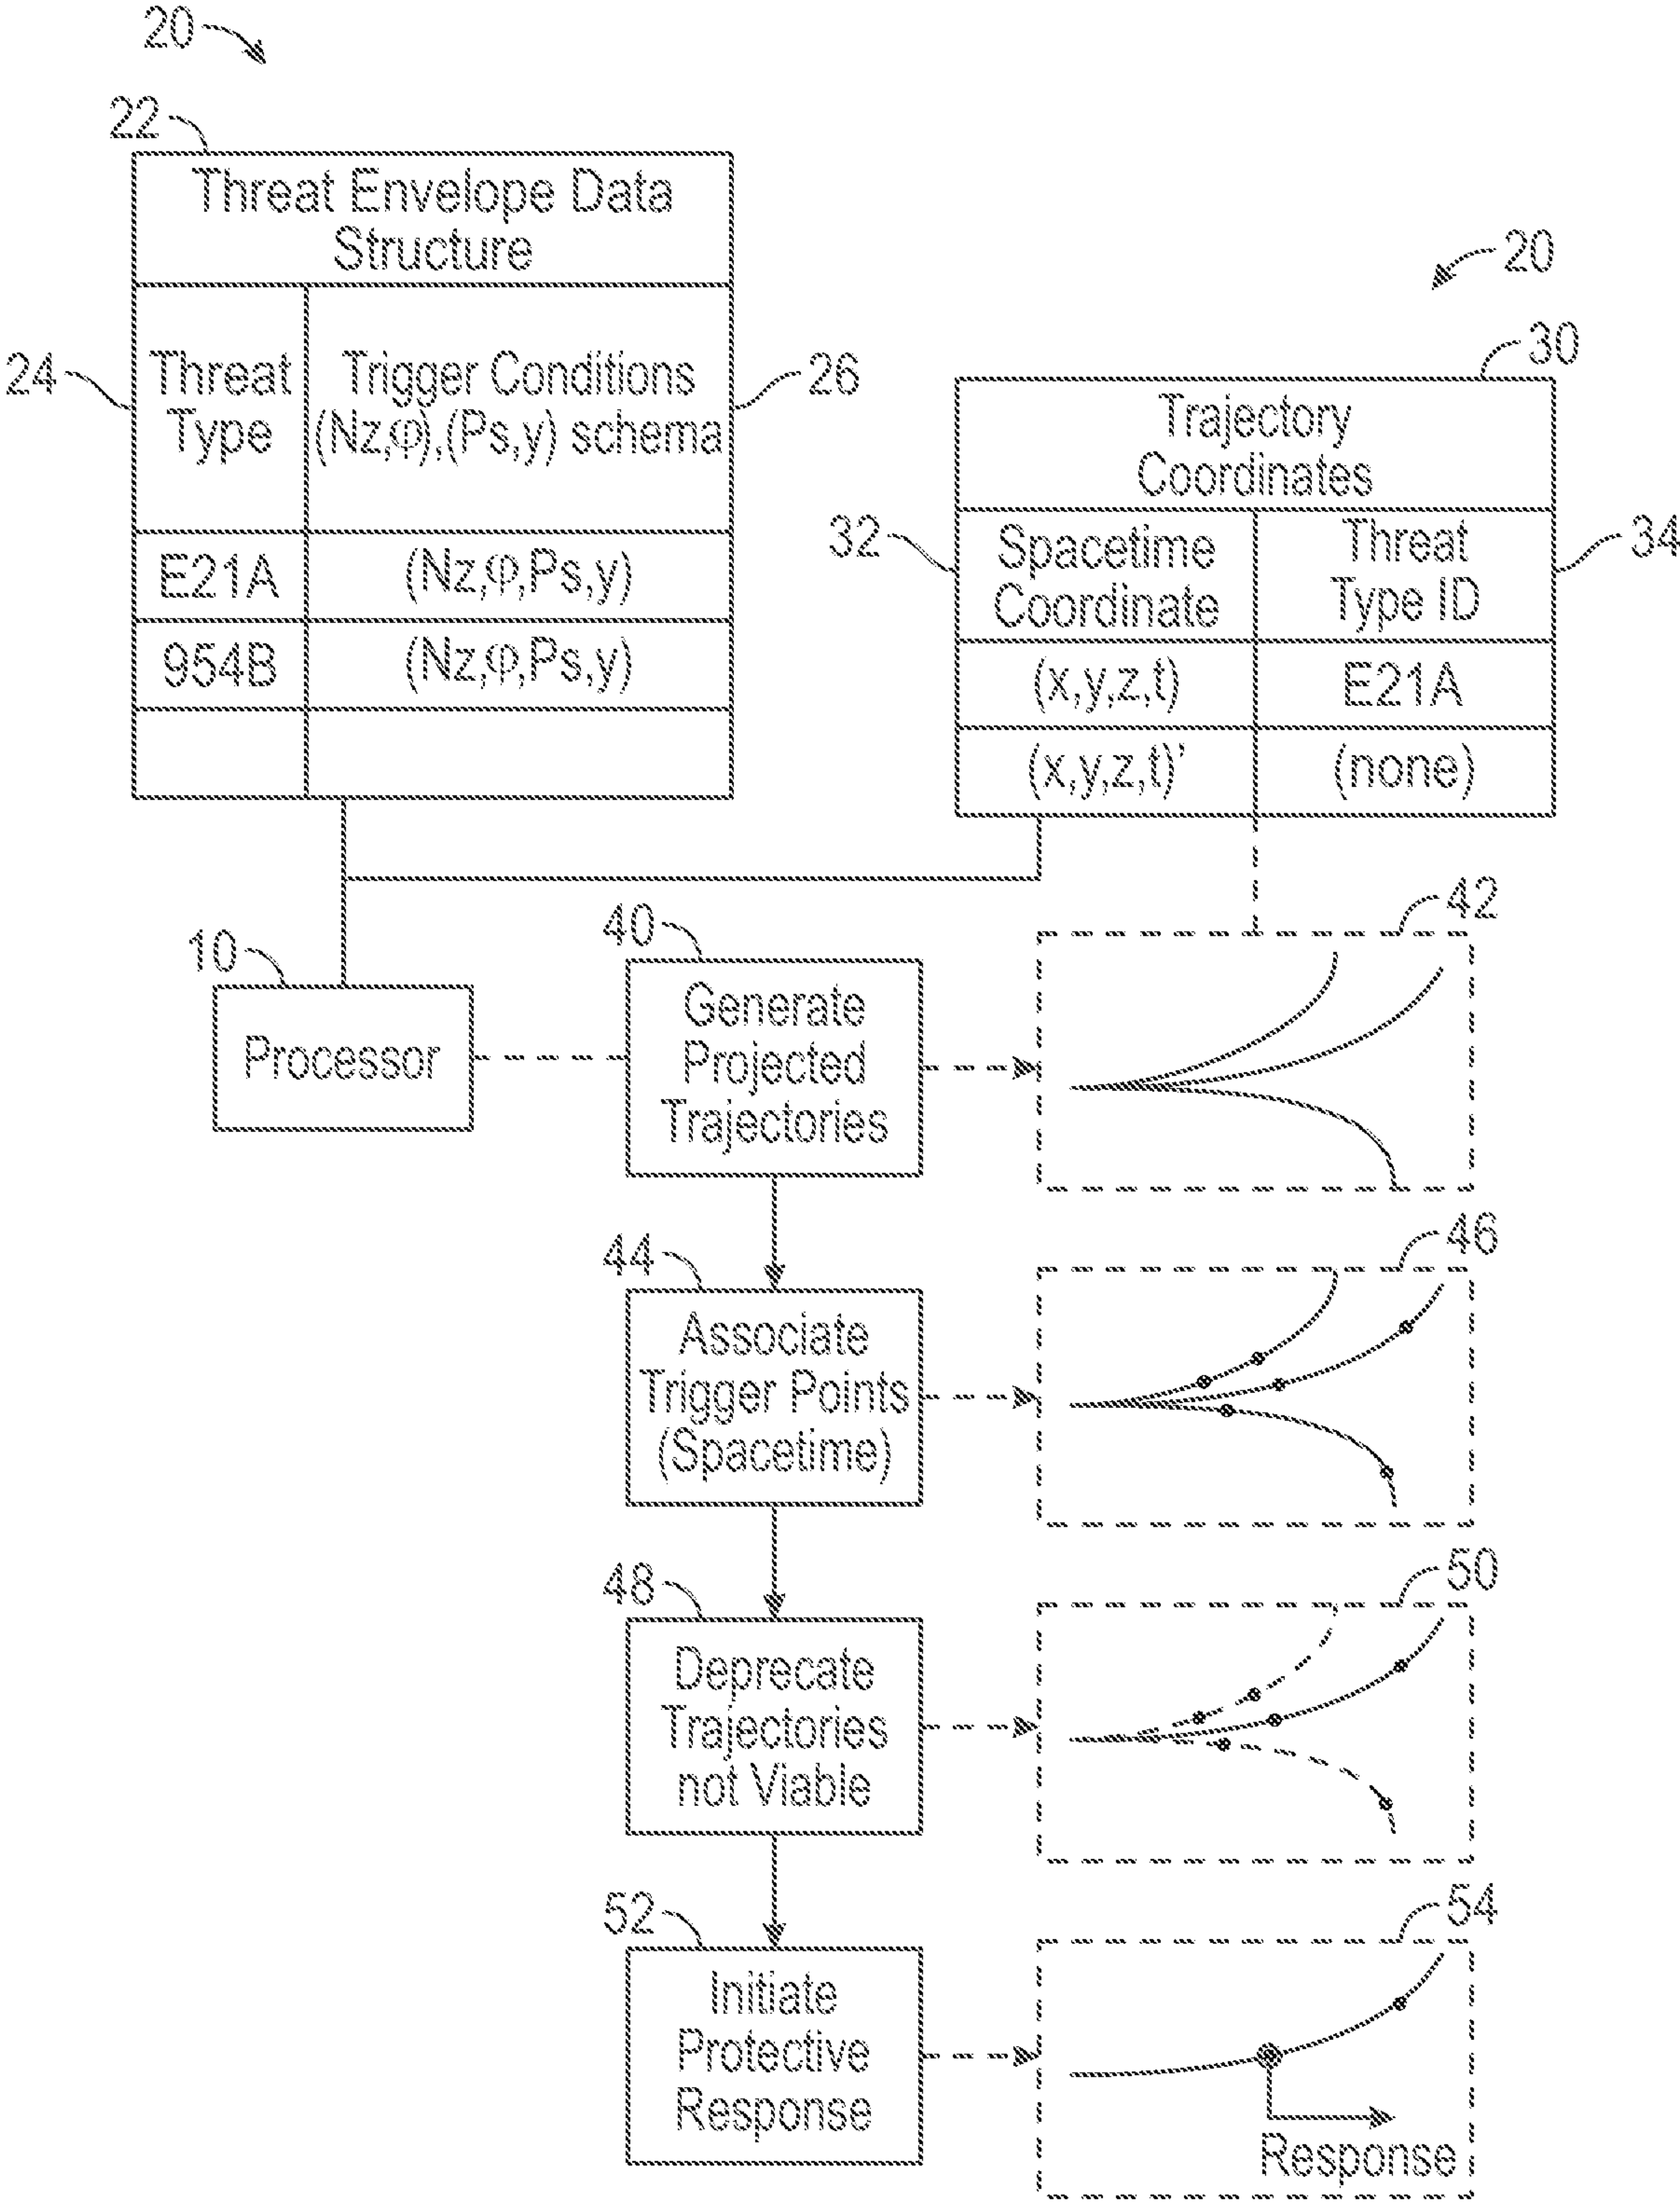 20
22
Threat Envelope Data
Structure
20
24
Threat
Type
Trigger Conditions
(Nz,φ),(Ps,y) schema
26
30
Trajectory
Coordinates
E21A
(Nz,φ,Ps,y)
954B
(Nz,φ,Ps,y)
32
Spacetime
Coordinate
Threat
Type ID
34
(x,y,z,t)
E21A
(x,y,z,t)’
(none)
10
Processor
40
Generate
Projected
Trajectories
42
44
Associate
Trigger Points
(Spacetime)
46
48
Deprecate
Trajectories
not Viable
50
52
Initiate
Protective
Response
54
Response